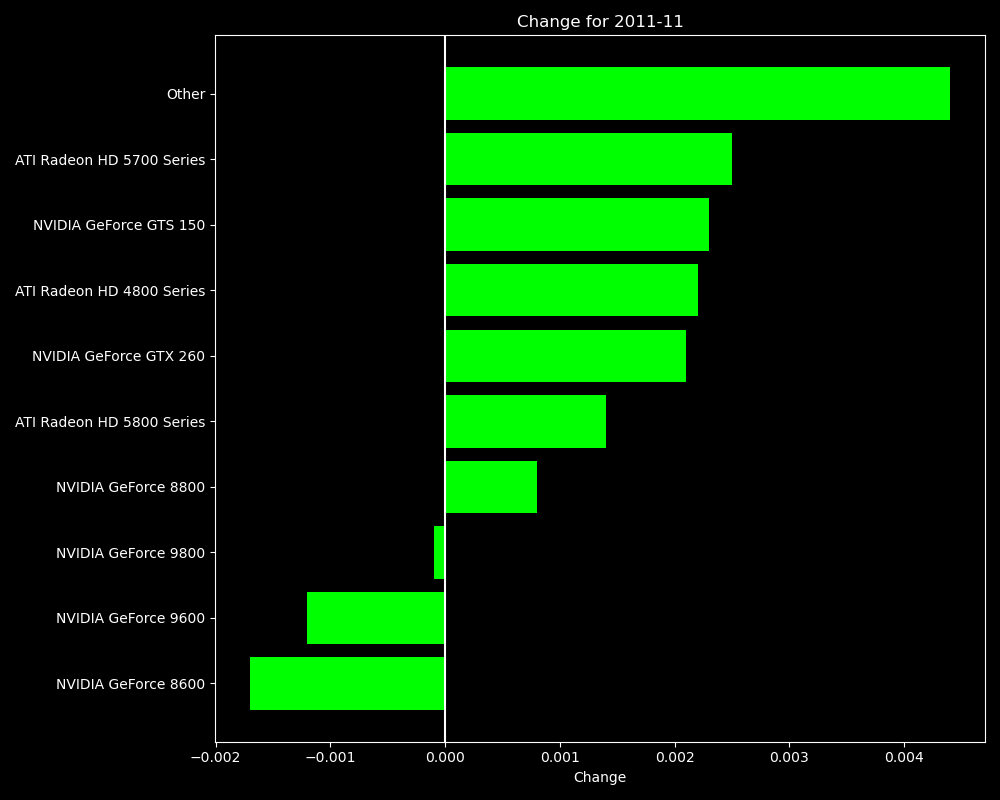 Change for 2011-11
Other
ATI Radeon HD 5700 Series
NVIDIA GeForce GTS 150
ATI Radeon HD 4800 Series
NVIDIA GeForce GTX 260
ATI Radeon HD 5800 Series
NVIDIA GeForce 8800
NVIDIA GeForce 9800
NVIDIA GeForce 9600
NVIDIA GeForce 8600
−0.002 −0.001 0.000 0.001 0.002 0.003 0.004
Change